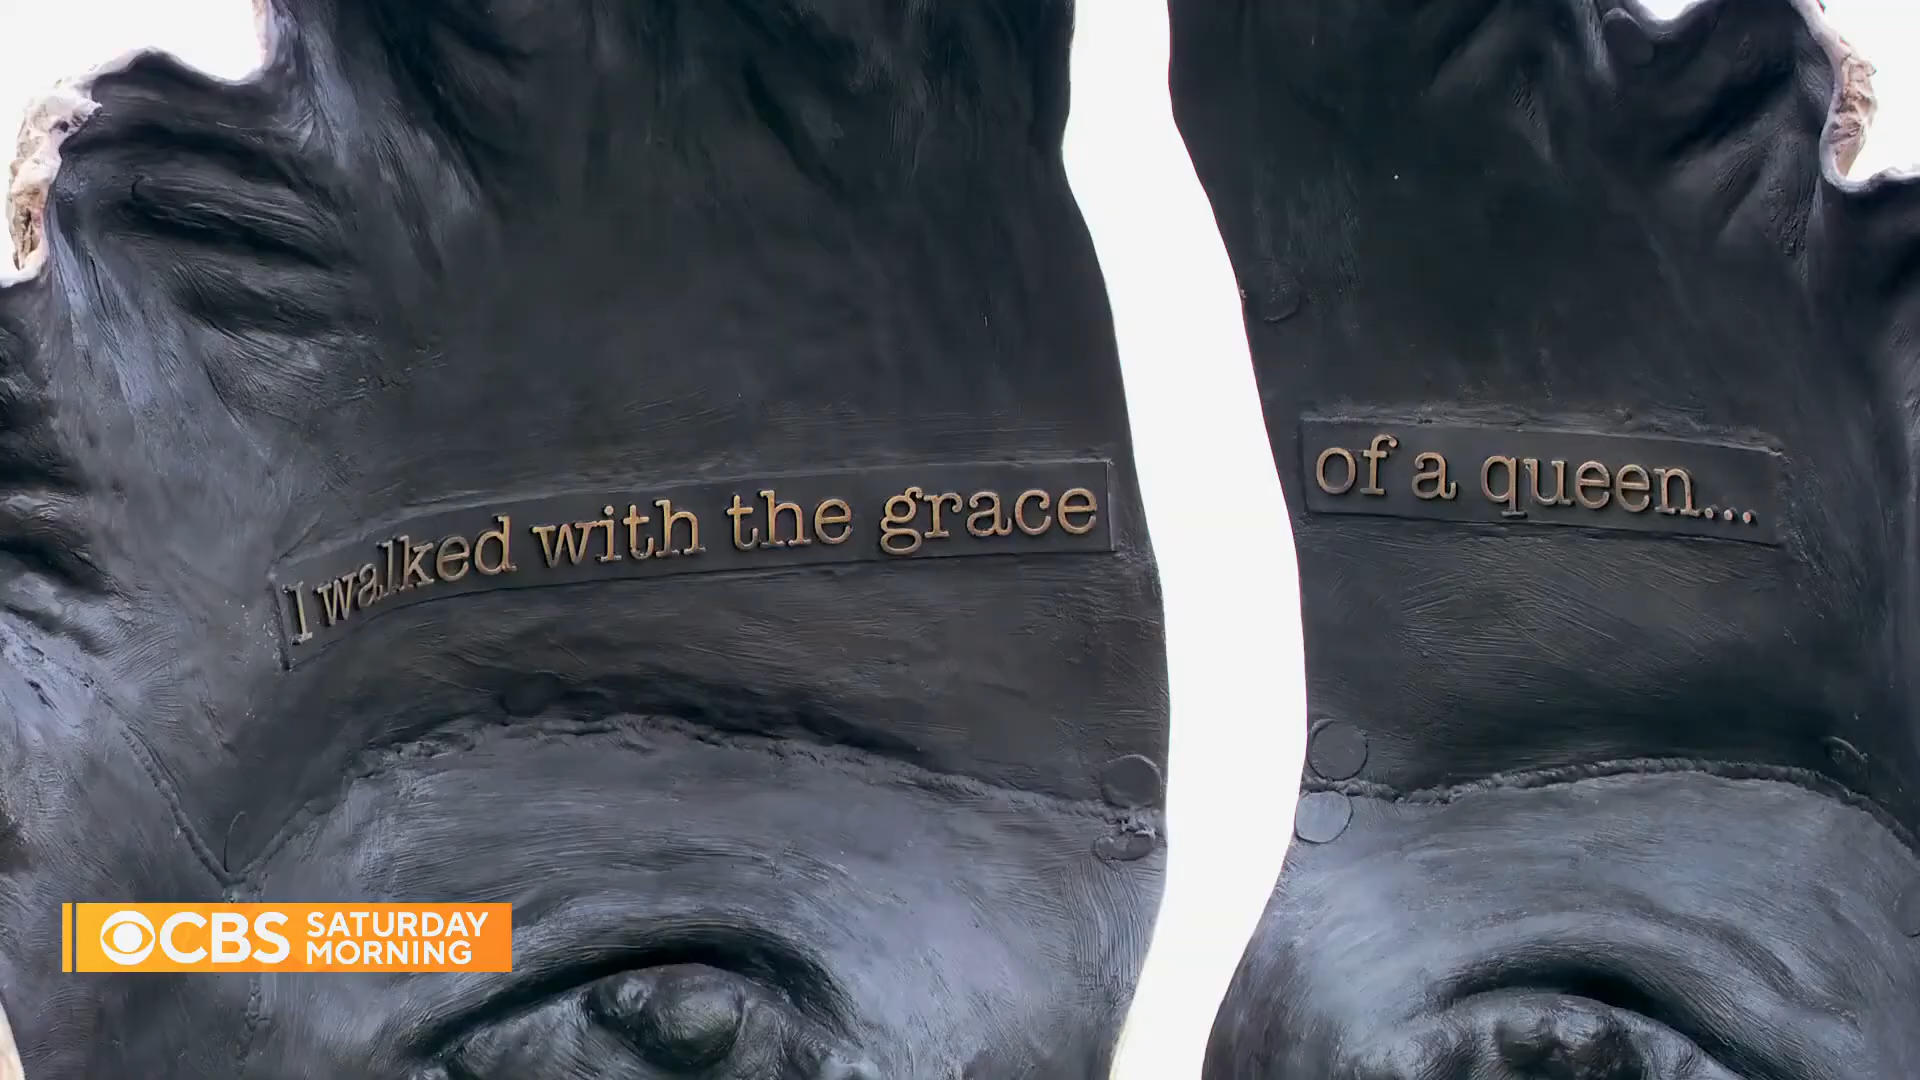 I walked with the grace of a queen...
CBS SATURDAY
MORNING